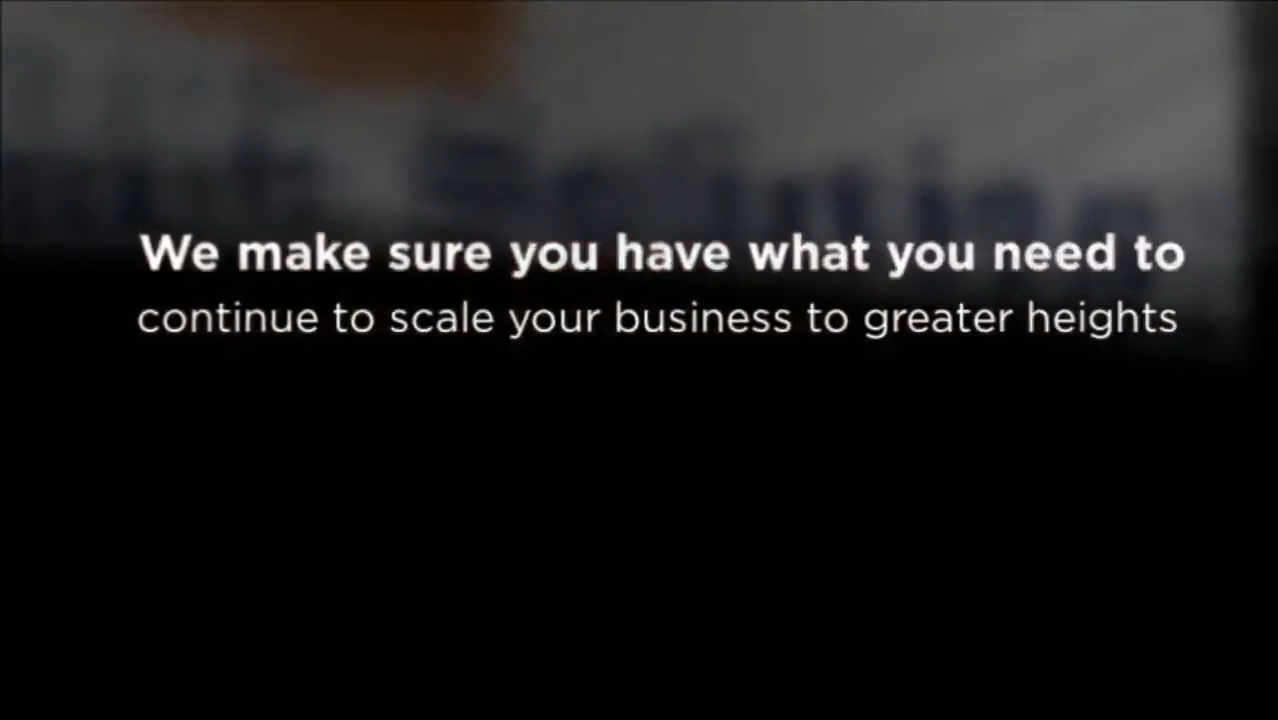 We make sure you have what you need to
continue to scale your business to greater heights